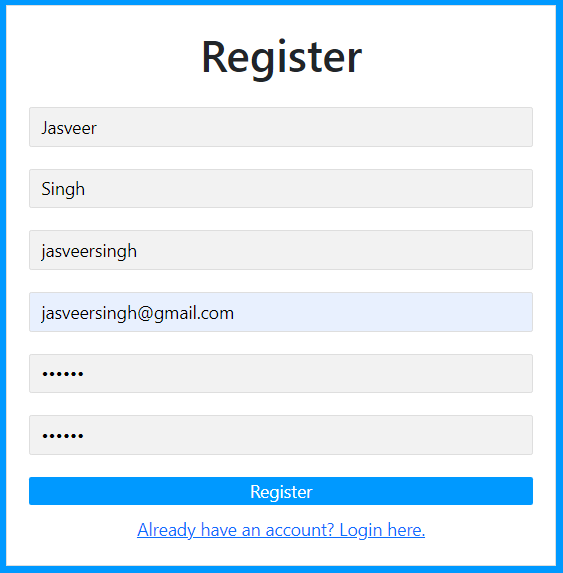 Register
Jasveer
Singh
jasveersingh
jasveersingh@gmail.com
••••••
••••••
Register
Already have an account? Login here.